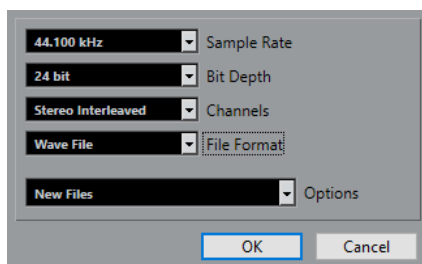 44.100 kHz Sample Rate
24 bit Bit Depth
Stereo Interleaved Channels
Wave File File Format
New Files Options
OK Cancel